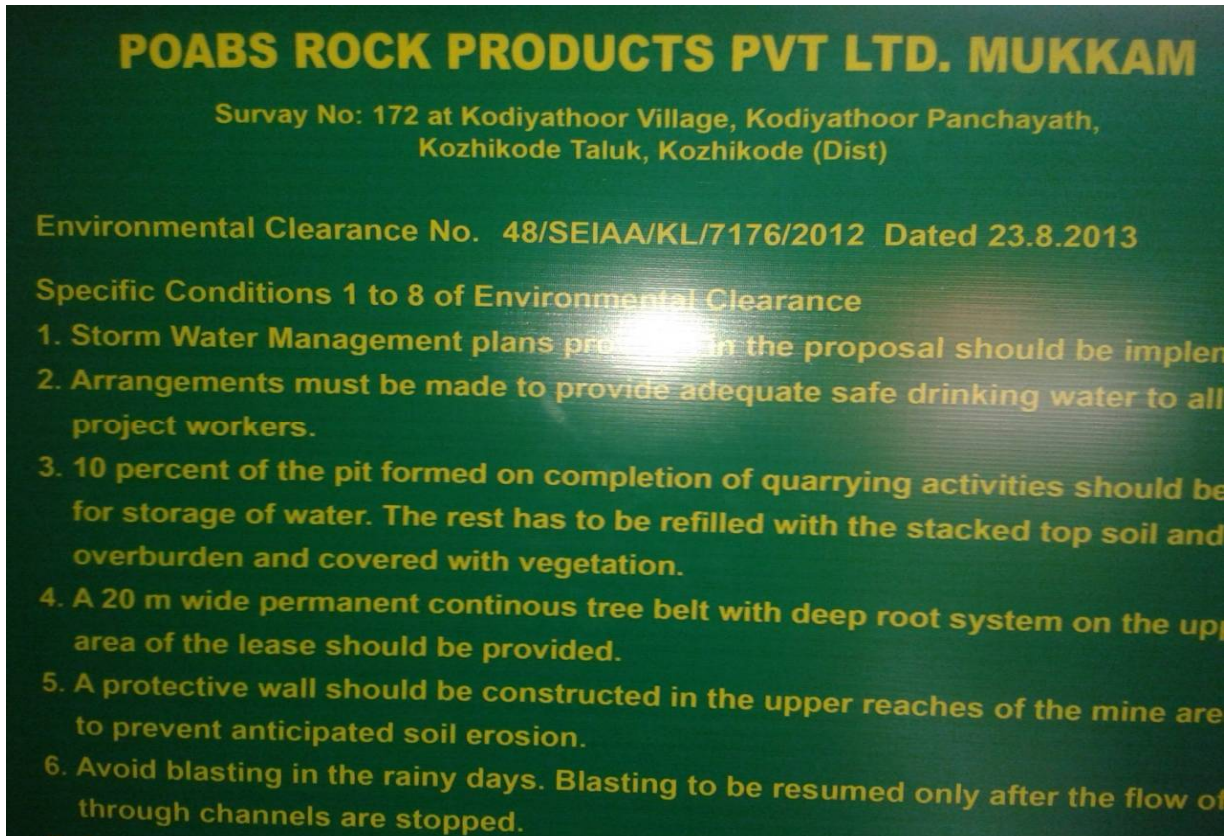 POABS ROCK PRODUCTS PVT LTD. MUKKAM
Survay No: 172 at Kodiyathoor Village, Kodiyathoor Panchayath,
Kozhikode Taluk, Kozhikode (Dist)
Environmental Clearance No. 48/SEIAA/KL/7176/2012 Dated 23.8.2013
Specific Conditions 1 to 8 of Environmental Clearance
1. Storm Water Management plans in the proposal should be
2. Arrangements must be made to provide adequate safe drinking water to all
project workers.
3. 10 percent of the pit formed on completion of quarrying activities should be
for storage of water. The rest has to be refilled with the stacked top soil and
overburden and covered with vegetation.
4. A 20 m wide permanent continous tree belt with deep root system on the
area of the lease should be provided.
5. A protective wall should be constructed in the upper reaches of the mine
to prevent anticipated soil erosion.
6. Avoid blasting in the rainy days. Blasting to be resumed only after the flow of
through channels are stopped.